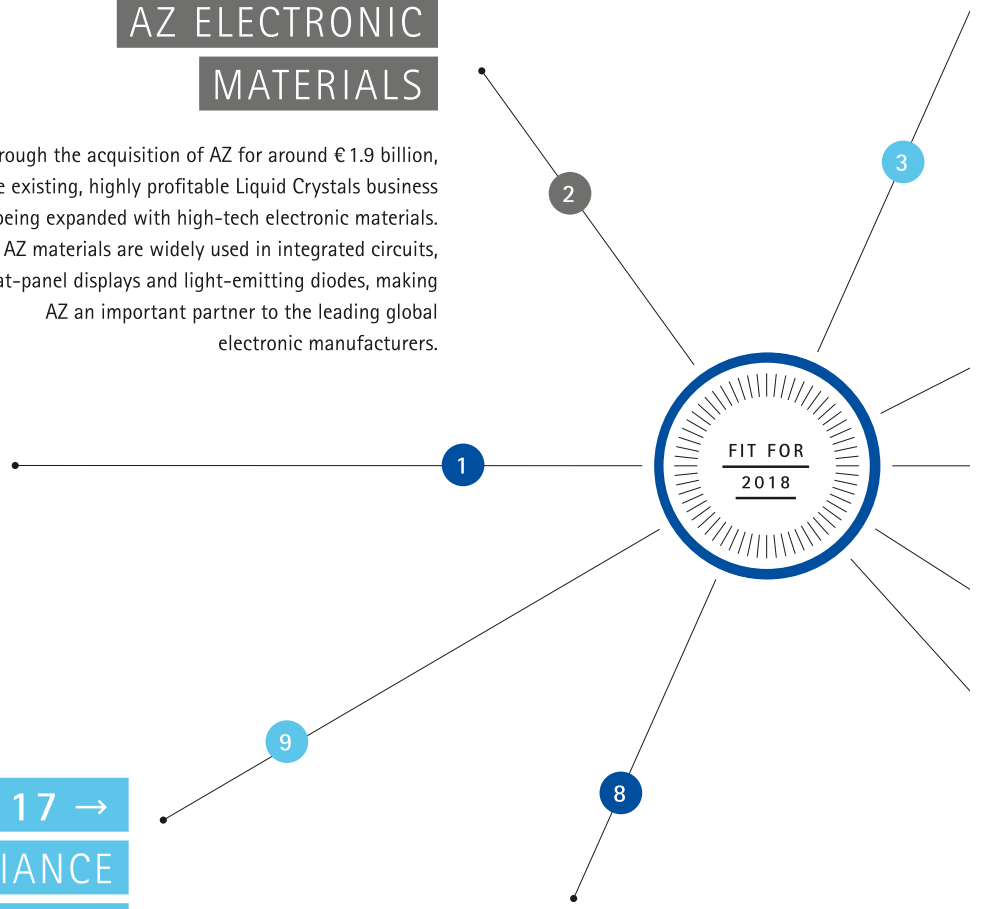 AZ ELECTRONIC
MATERIALS
rough the acquisition of AZ for around € 1.9 billion,
e existing, highly profitable Liquid Crystals business
being expanded with high-tech electronic materials.
AZ materials are widely used in integrated circuits,
at-panel displays and light-emitting diodes, making
AZ an important partner to the leading global
electronic manufacturers.
2
3
1
FIT FOR
2018
9
8
17 →
IANCE